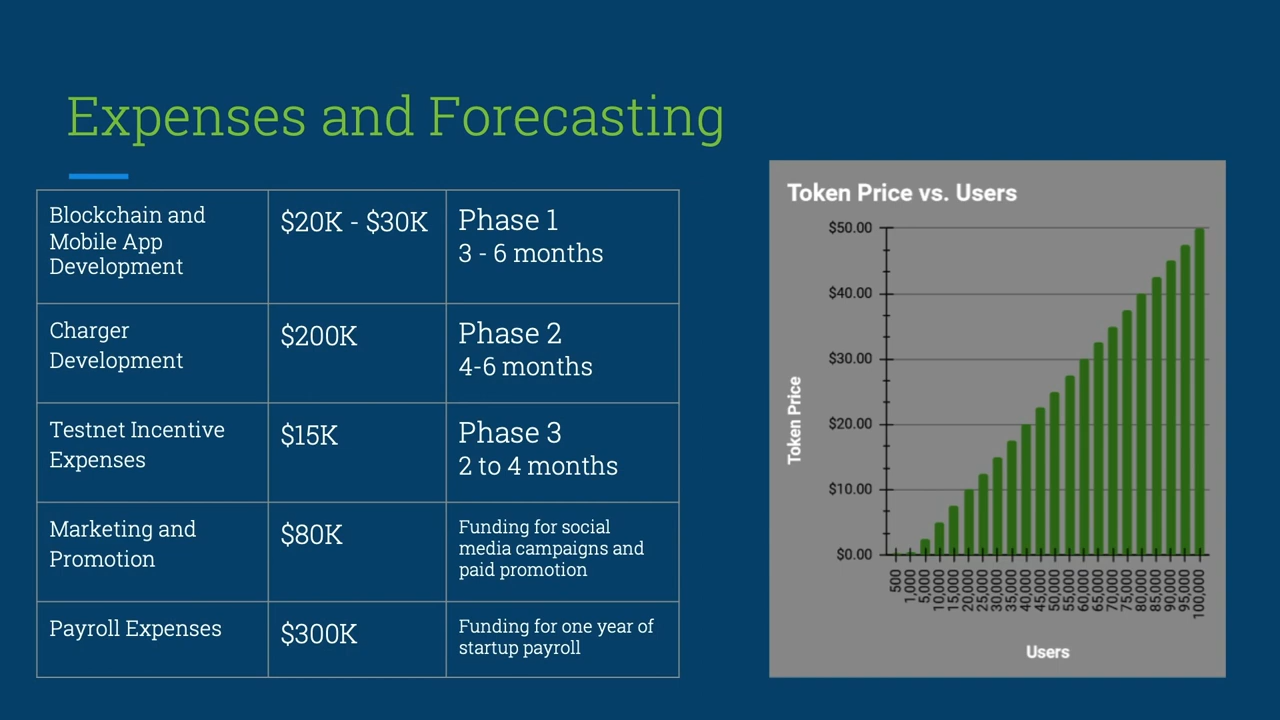 Expenses and Forecasting
Blockchain and
Mobile App
Development
$20K - $30K
Phase 1
3 - 6 months
Charger
Development
$200K
Phase 2
4-6 months
Testnet Incentive
Expenses
$15K
Phase 3
2 to 4 months
Marketing and
Promotion
$80K
Funding for social
media campaigns and
paid promotion
Payroll Expenses
$300K
Funding for one year of
startup payroll
Token Price vs. Users
Token Price
$50.00
$40.00
$30.00
$20.00
$10.00
$0.00
500
1,000
5,000
10,000
15,000
20,000
25,000
30,000
35,000
40,000
45,000
50,000
55,000
60,000
65,000
70,000
75,000
80,000
85,000
90,000
95,000
100,000
Users